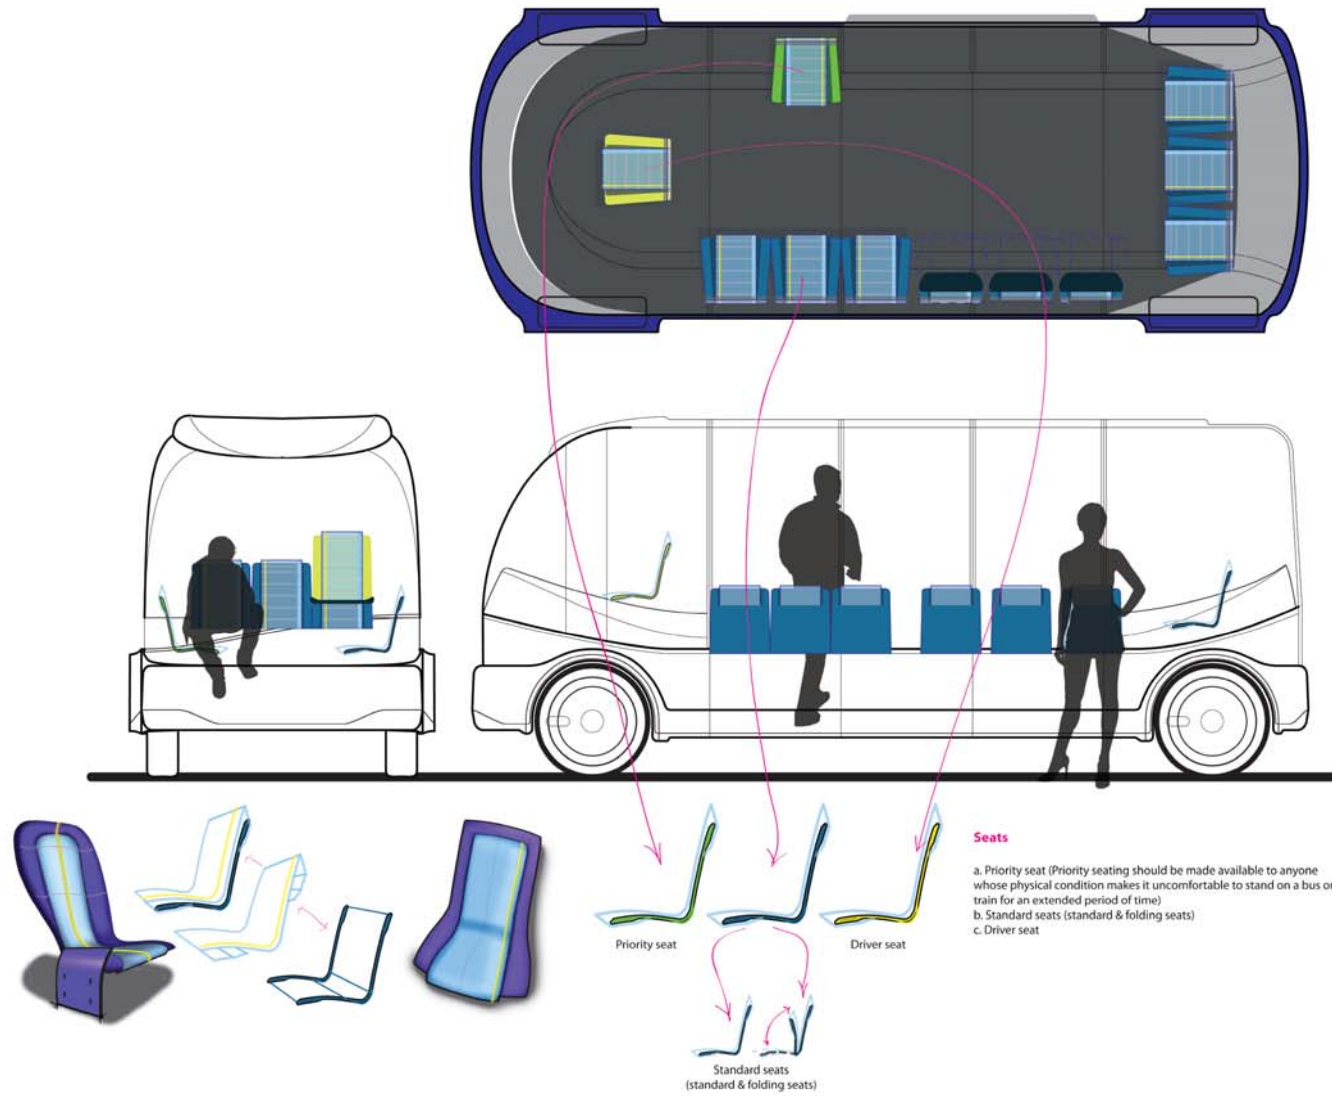 Seats
a. Priority seat (Priority seating should be made available to anyone
whose physical condition makes it uncomfortable to stand on a bus or
train for an extended period of time)
b. Standard seats (standard & folding seats)
c. Driver seat
Priority seat
Driver seat
Standard seats
(standard & folding seats)